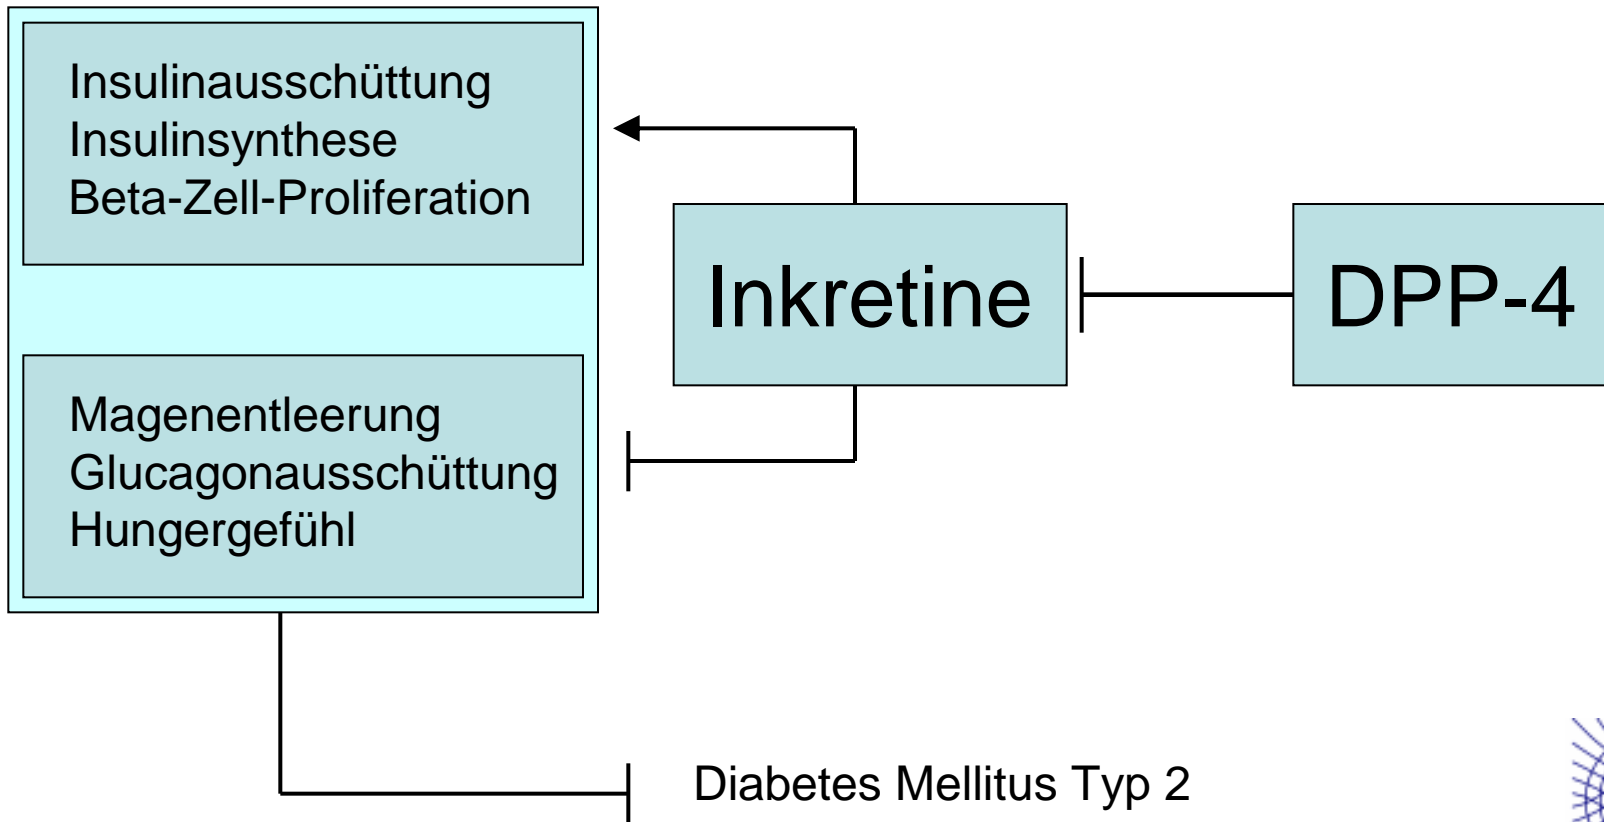 Insulinausschüttung
Insulinsynthese
Beta-Zell-Proliferation
Inkretine
DPP-4
Magenentleerung
Glucagonausschüttung
Hungergefühl
Diabetes Mellitus Typ 2